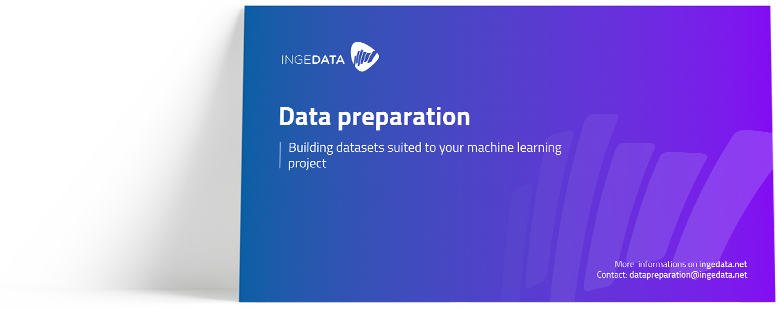 INGEDATA
Data preparation
Building datasets suited to your machine learning
project
More informations on ingedata.net
Contact: datapreparation@ingedata.net